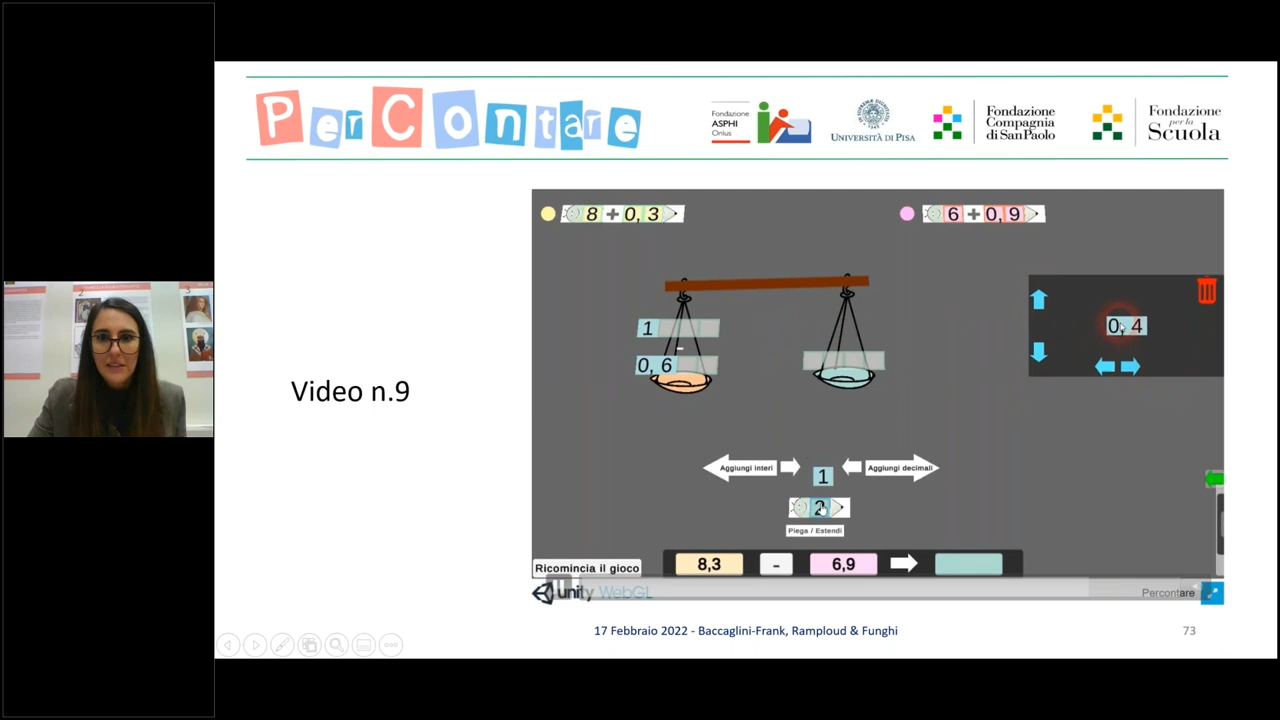 PerContare
Fondazione
ASPHI
Onlus
UNIVERSITÀ DI PISA
Fondazione
Compagnia
di San Paolo
Fondazione
per la
Scuola
8 + 0,3
6 + 0,9
1
-
0,6
0,4
Video n.9
Aggiungi interi
Aggiungi decimali
1
2
Piega / Estendi
Ricomincia il gioco
8,3 - 6,9
unity WebGL
Percontare
17 Febbraio 2022 - Baccaglini-Frank, Ramploud & Funghi
73